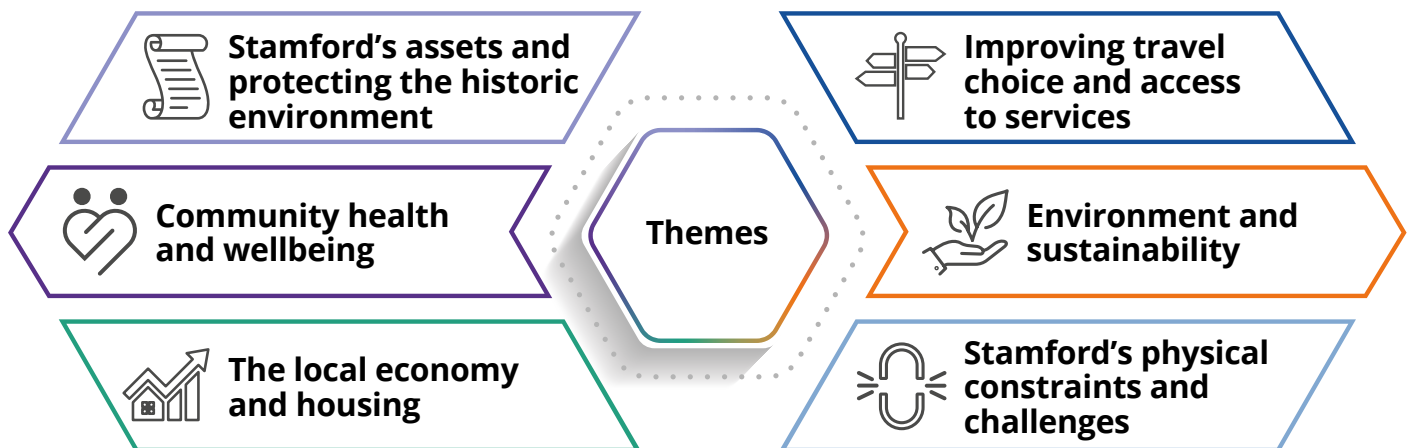 Stamford’s assets and
protecting the historic
environment
Improving travel
choice and access
to services
Community health
and wellbeing
Themes
Environment and
sustainability
The local economy
and housing
Stamford’s physical
constraints and
challenges